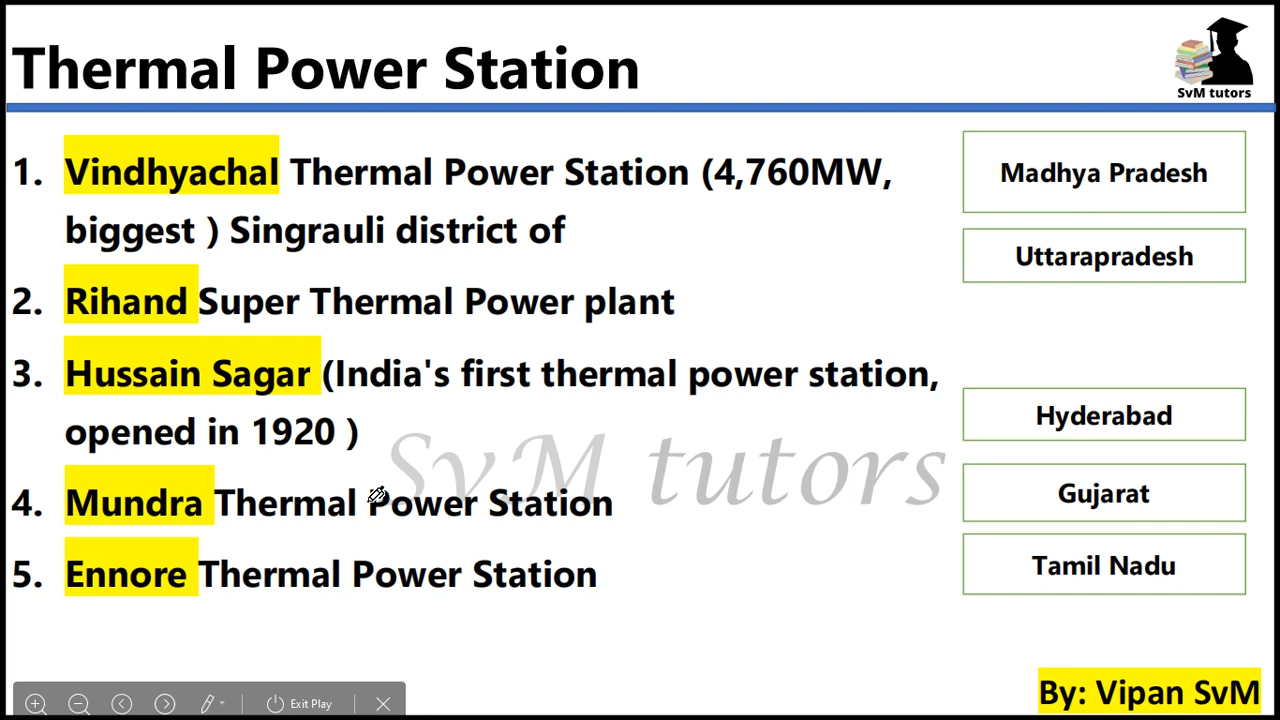 Thermal Power Station
SvM tutors
1. Vindhyachal Thermal Power Station (4,760MW,
biggest ) Singrauli district of
Madhya Pradesh
Uttarapradesh
2. Rihand Super Thermal Power plant
3. Hussain Sagar (India's first thermal power station,
opened in 1920 )
Hyderabad
SvM tutors
4. Mundra Thermal Power Station
Gujarat
5. Ennore Thermal Power Station
Tamil Nadu
Exit Play
By: Vipan SvM